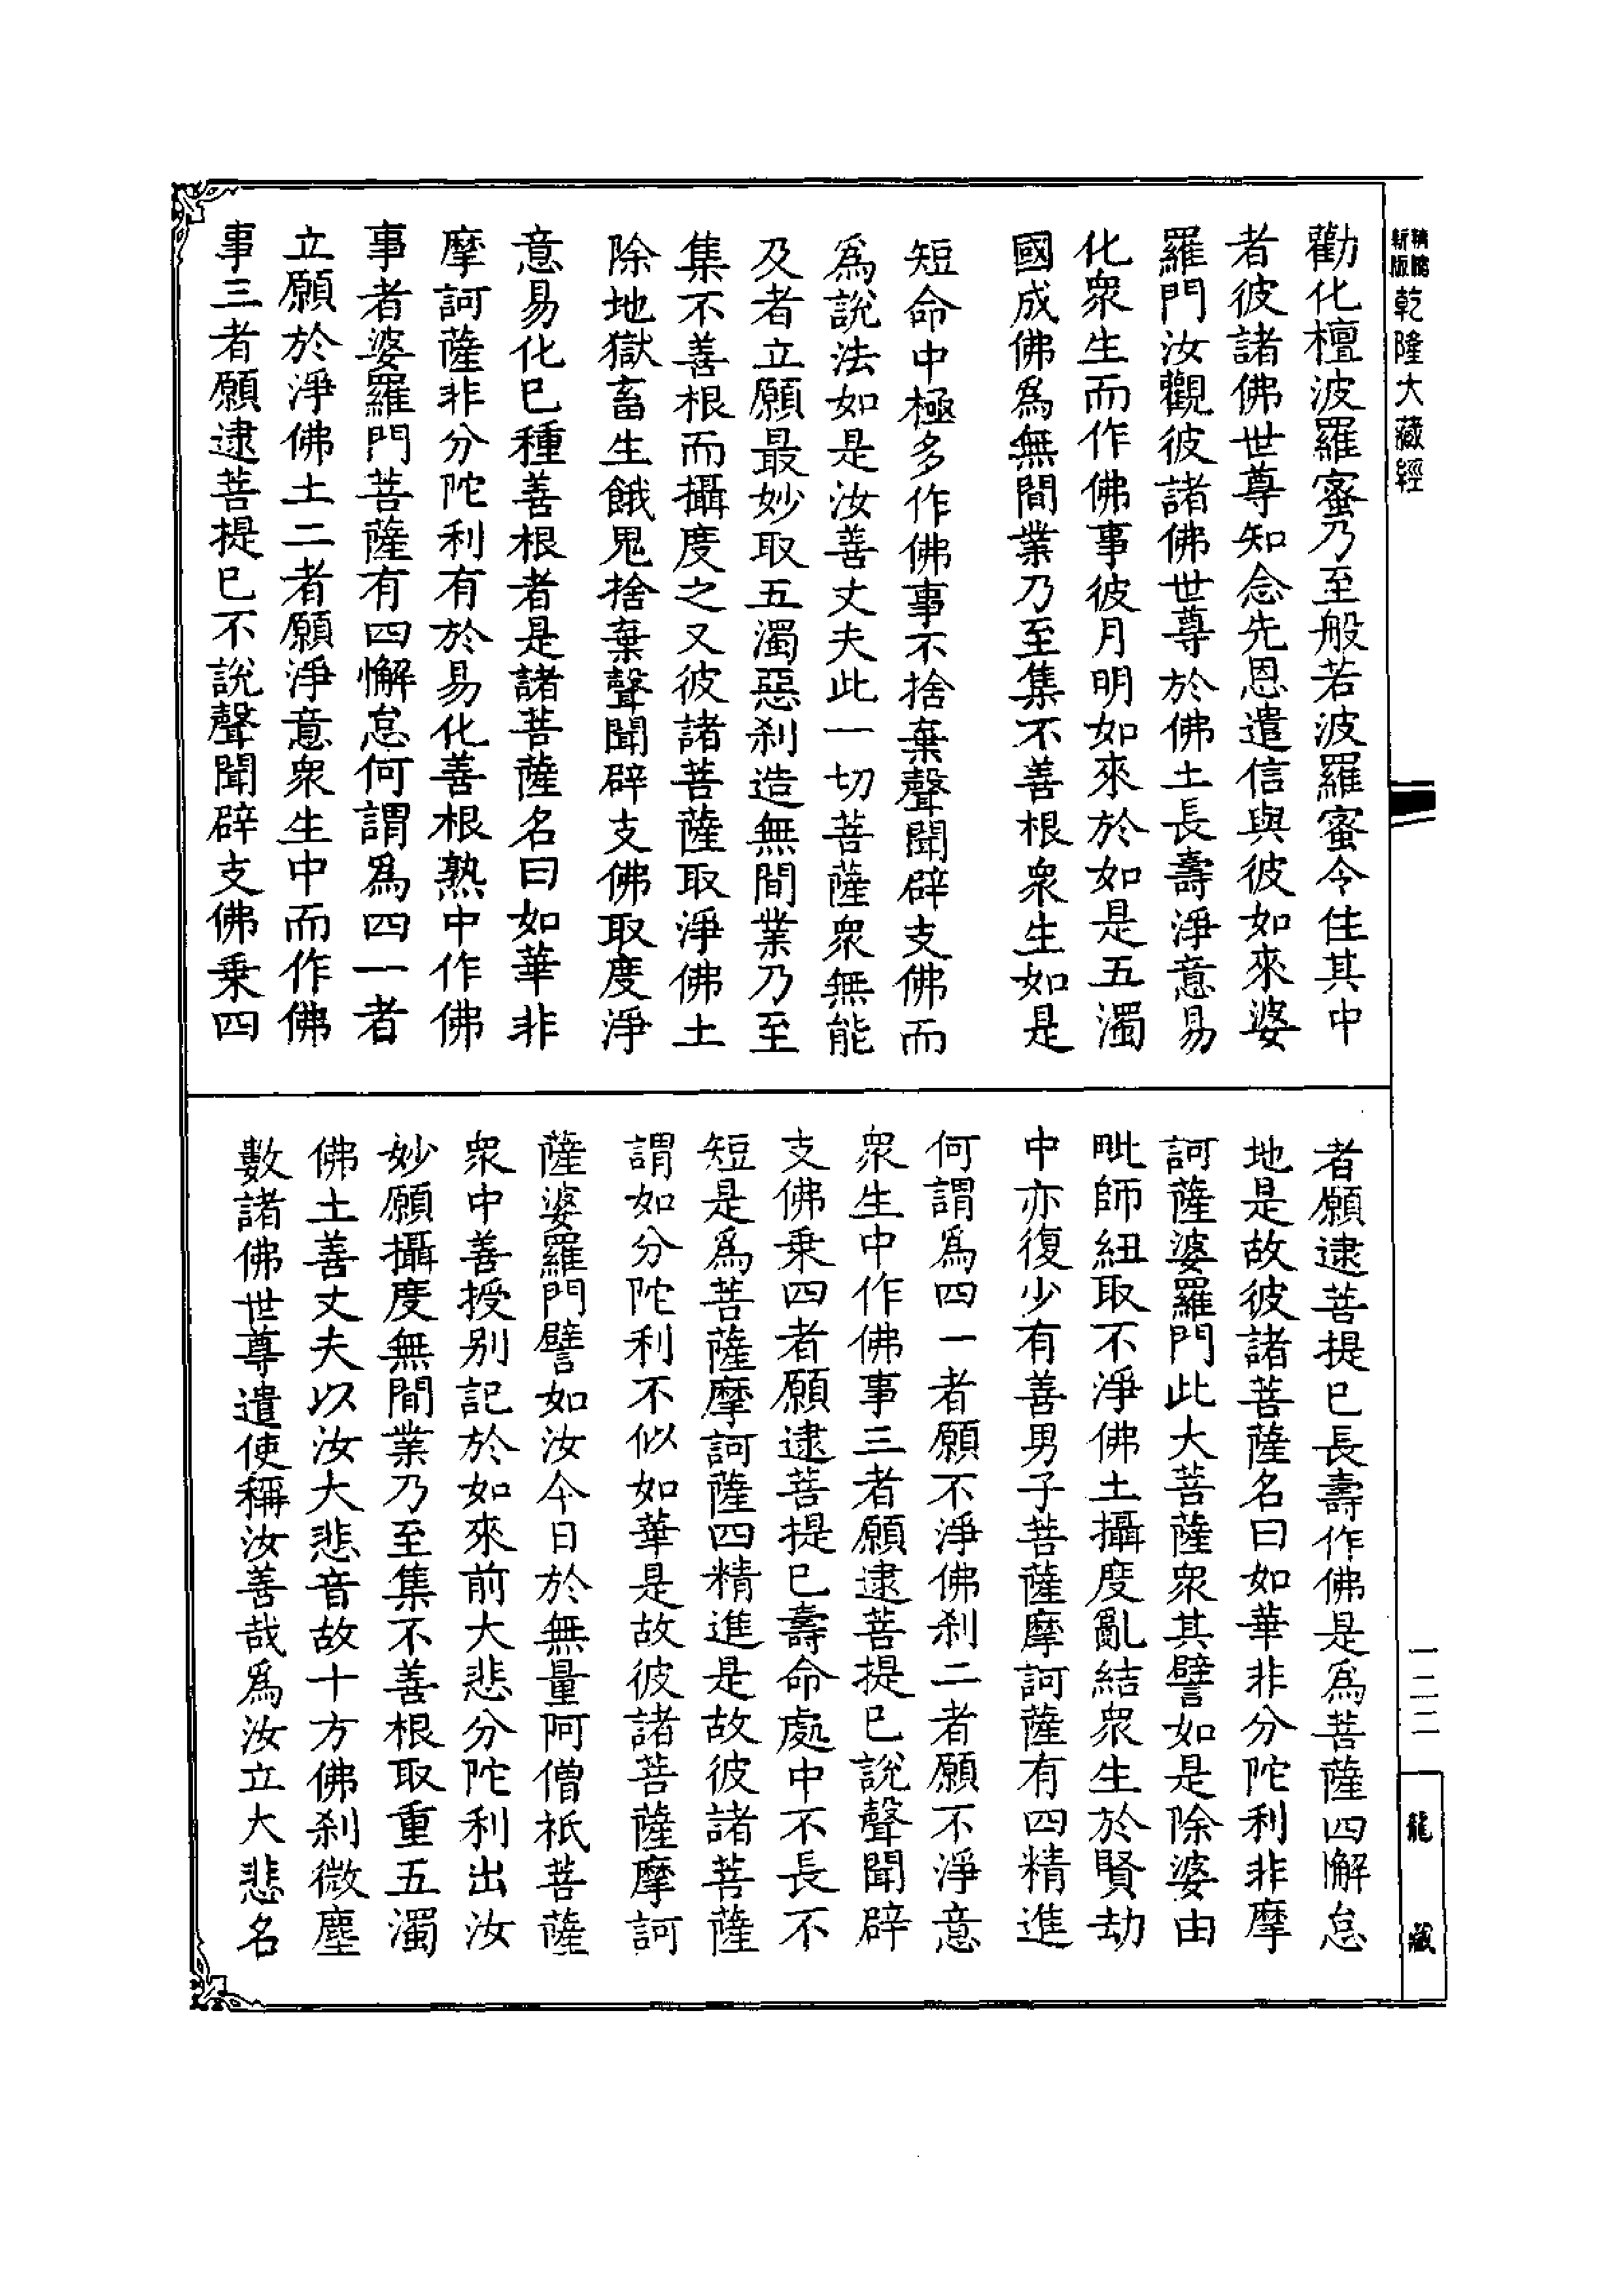 精縮新版乾隆大藏經
一二二
龍藏
勸化檀波羅蜜乃至般若波羅蜜令住其中
者彼諸佛世尊知念先恩遣信與彼如來婆
羅門汝觀彼諸佛世尊於佛土長壽淨意易
化衆生而作佛事彼月明如來於如是五濁
國成佛爲無間業乃至集不善根衆生如是
短命中極多作佛事不捨棄聲聞辟支佛而
爲說法如是汝善丈夫此一切菩薩衆無能
及者立願最妙取五濁惡刹造無間業乃至
集不善根而攝度之又彼諸菩薩取淨佛土
除地獄畜生餓鬼捨棄聲聞辟支佛取度淨
意易化巳種善根者是諸菩薩名曰如華非
摩訶薩非分陀利有於易化善根熟中作佛
事者婆羅門菩薩有四懈怠何謂爲四一者
立願於淨佛土二者願淨意衆生中而作佛
事三者願逮菩提巳不說聲聞辟支佛乗四
者願逮菩提巳長壽作佛是爲菩薩四懈怠
地是故彼諸菩薩名曰如華非分陀利非摩
訶薩婆羅門此大菩薩衆其譬如是除婆由
毗師紐取不淨佛土攝度亂結衆生於賢劫
中亦復少有善男子菩薩摩訶薩有四精進
何謂爲四一者願不淨佛刹二者願不淨意
衆生中作佛事三者願逮菩提巳說聲聞辟
支佛乗四者願逮菩提巳壽命處中不長不
短是爲菩薩摩訶薩四精進是故彼諸菩薩
謂如分陀利不似如華是故彼諸菩薩摩訶
薩婆羅門譬如汝今日於無量阿僧祇菩薩
衆中善授别記於如來前大悲分陀利出汝
妙願攝度無間業乃至集不善根取重五濁
佛土善丈夫以汝大悲音故十方佛刹微塵
數諸佛世尊遣使稱汝善哉爲汝立大悲名